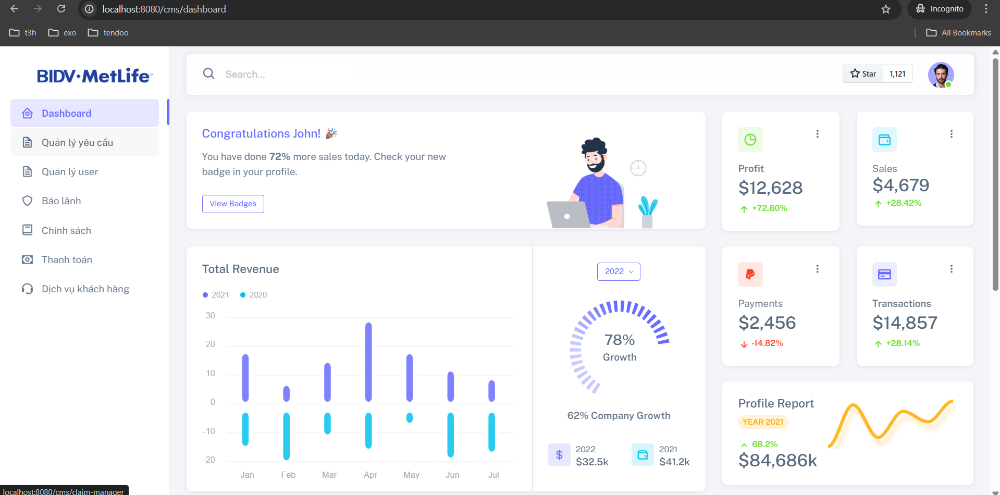 localhost:8080/cms/dashboard
Incognito
t3h
exo
tendoo
All Bookmarks
BIDV·MetLife
Dashboard
Quản lý yêu cầu
Quản lý user
Bảo lãnh
Chính sách
Thanh toán
Dịch vụ khách hàng
Search...
Star
1,121
Congratulations John! 🎉
You have done 72% more sales today. Check your new
badge in your profile.
View Badges
Profit
$12,628
+72.80%
Sales
$4,679
+28.42%
Total Revenue
2021
2020
30
20
10
0
-10
-20
Jan
Feb
Mar
Apr
May
Jun
Jul
2022
78%
Growth
62% Company Growth
$
2022
$32.5k
2021
$41.2k
Payments
$2,456
-14.82%
Transactions
$14,857
+28.14%
Profile Report
YEAR 2021
68.2%
$84,686k
localhost:8080/cms/claim-manager